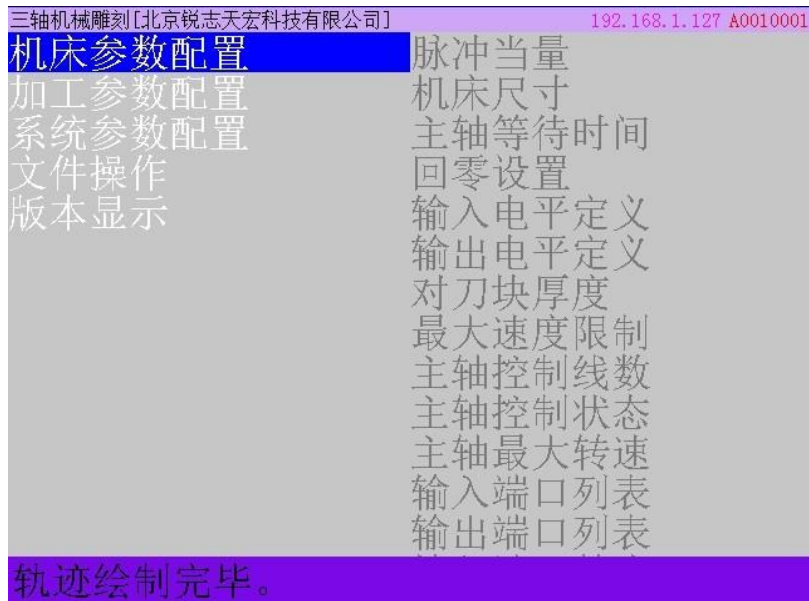 三轴机械雕刻[北京锐志天宏科技有限公司]
192.168.1.127 A0010001
机床参数配置
加工参数配置
系统参数配置
文件操作
版本显示
脉冲当量
机床尺寸
主轴等待时间
回零设置
输入电平定义
输出电平定义
对刀块厚度
最大速度限制
主轴控制线数
主轴控制状态
主轴最大转速
输入端口列表
输出端口列表
轨迹绘制完毕。